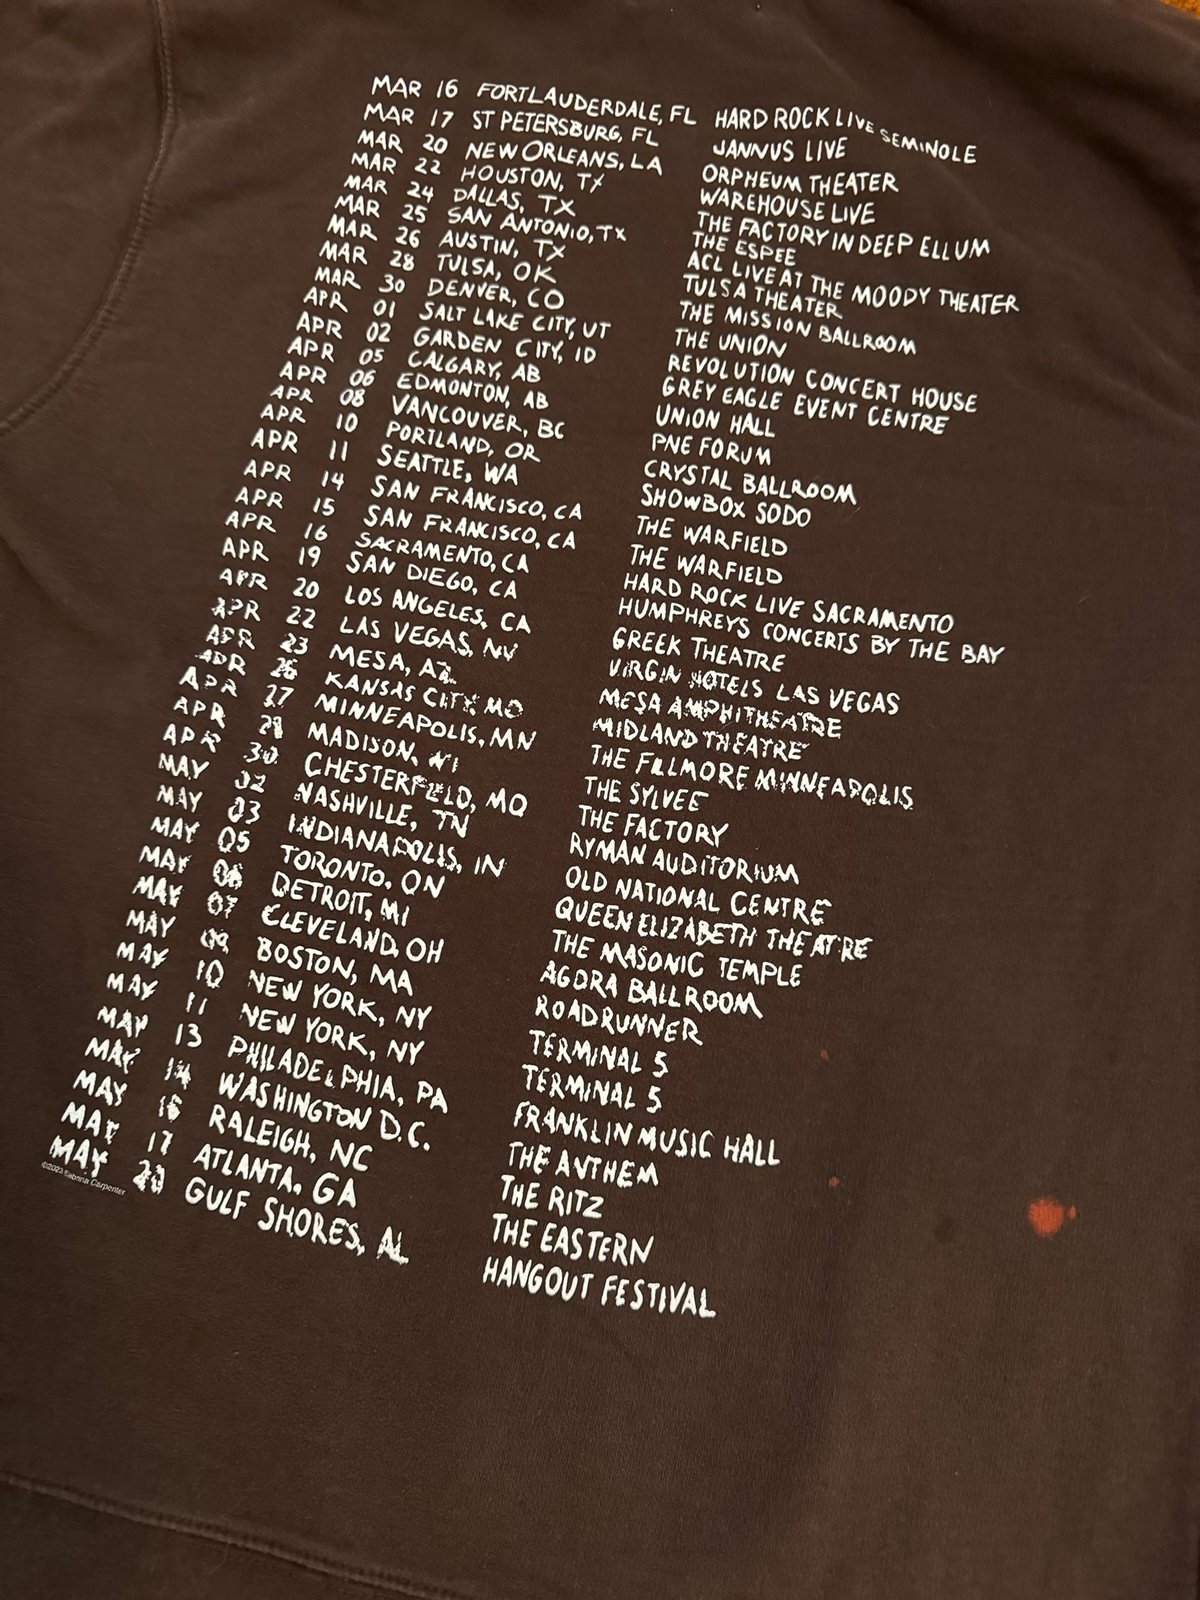 MAR 16 FORTLAUDERDALE, FL HARD ROCK LIVE SEMINOLE
MAR 17 ST PETERSBURG, FL JANNUS LIVE
MAR 20 NEW ORLEANS, LA ORPHEUM THEATER
MAR 22 HOUSTON, TX WAREHOUSE LIVE
MAR 24 DALLAS, TX THE FACTORY IN DEEP ELLUM
MAR 25 SAN ANTONIO, TX THE ESPEE
MAR 26 AUSTIN, TX ACL LIVE AT THE MOODY THEATER
MAR 28 TULSA, OK TULSA THEATER
MAR 30 DENVER, CO THE MISSION BALLROOM
APR 01 SALT LAKE CITY, UT THE UNION
APR 02 GARDEN CITY, ID REVOLUTION CONCERT HOUSE
APR 05 CALGARY, AB GREY EAGLE EVENT CENTRE
APR 06 EDMONTON, AB UNION HALL
APR 08 VANCOUVER, BC PNE FORUM
APR 10 PORTLAND, OR CRYSTAL BALLROOM
APR 11 SEATTLE, WA SHOWBOX SODO
APR 14 SAN FRANCISCO, CA THE WARFIELD
APR 15 SAN FRANCISCO, CA THE WARFIELD
APR 16 SACRAMENTO, CA HARD ROCK LIVE SACRAMENTO
APR 19 SAN DIEGO, CA HUMPHREYS CONCERTS BY THE BAY
APR 20 LOS ANGELES, CA GREEK THEATRE
APR 22 LAS VEGAS, NV VIRGIN HOTELS LAS VEGAS
APR 23 MESA, AZ MESA AMPHITHEATRE
APR 26 KANSAS CITY, MO MIDLAND THEATRE
APR 27 MINNEAPOLIS, MN THE FILLMORE MINNEAPOLIS
APR MADISON, WI THE SYLVEE
APR 30 CHESTERFIELD, MO THE FACTORY
MAY 02 NASHVILLE, TN RYMAN AUDITORIUM
MAY 03 INDIANAPOLIS, IN OLD NATIONAL CENTRE
MAY 05 TORONTO, ON QUEEN ELIZABETH THEATRE
MAY 06 DETROIT, MI THE MASONIC TEMPLE
MAY 07 CLEVELAND, OH AGORA BALLROOM
MAY 09 BOSTON, MA ROADRUNNER
MAY 10 NEW YORK, NY TERMINAL 5
MAY 11 NEW YORK, NY TERMINAL 5
MAY 13 PHILADELPHIA, PA FRANKLIN MUSIC HALL
MAY 14 WASHINGTON D.C. THE ANTHEM
MAY 16 RALEIGH, NC THE RITZ
MAY 17 ATLANTA, GA THE EASTERN
MAY 20 GULF SHORES, AL HANGOUT FESTIVAL
©2023 Sabrina Carpenter